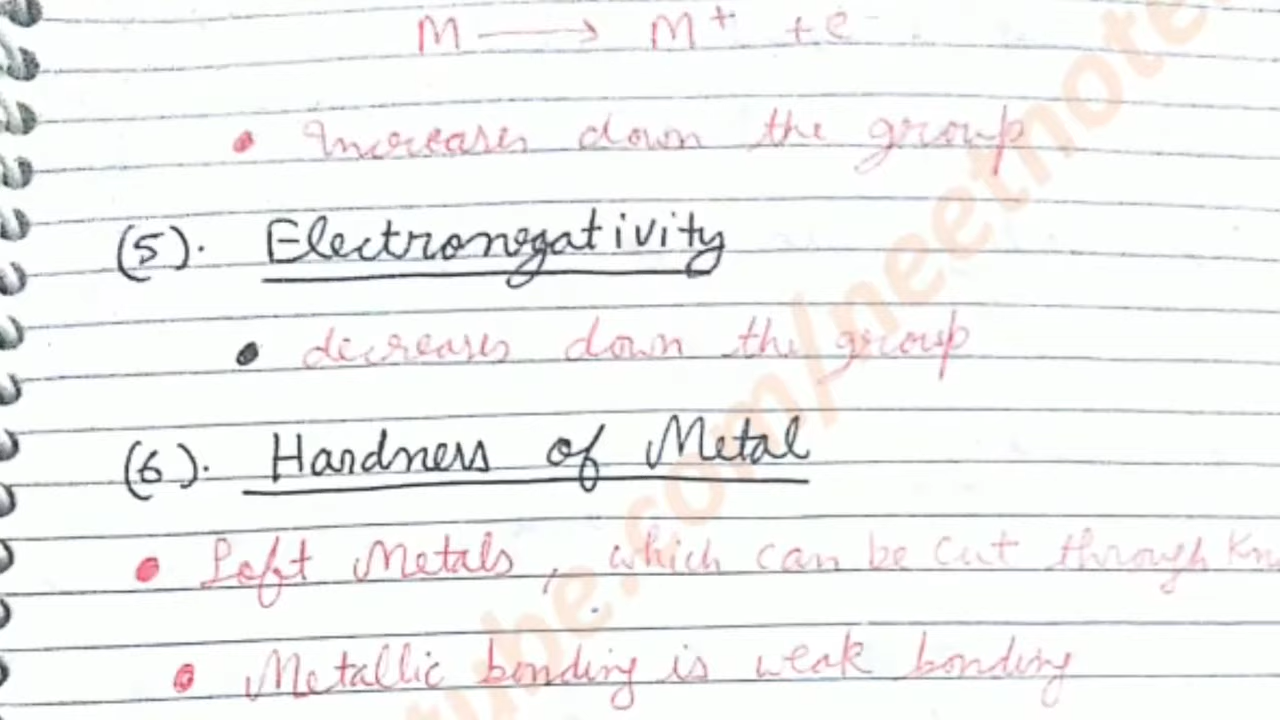 M → M⁺ + e⁻
• Increases down the group
(5). Electronegativity
• decreases down the group
(6). Hardness of Metal
• Soft Metals, which can be cut through
• Metallic bonding is weak bonding